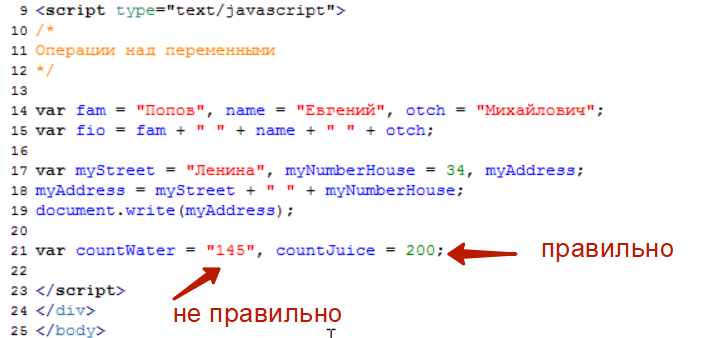 9 <script type="text/javascript">
10 /*
11 Операции над переменными
12 */
13
14 var fam = "Попов", name = "Евгений", otch = "Михайлович";
15 var fio = fam + " " + name + " " + otch;
16
17 var myStreet = "Ленина", myNumberHouse = 34, myAddress;
18 myAddress = myStreet + " " + myNumberHouse;
19 document.write(myAddress);
20
21 var countWater = "145", countJuice = 200; правильно
22
23 </script>
24 </div>
не правильно
25 </body>